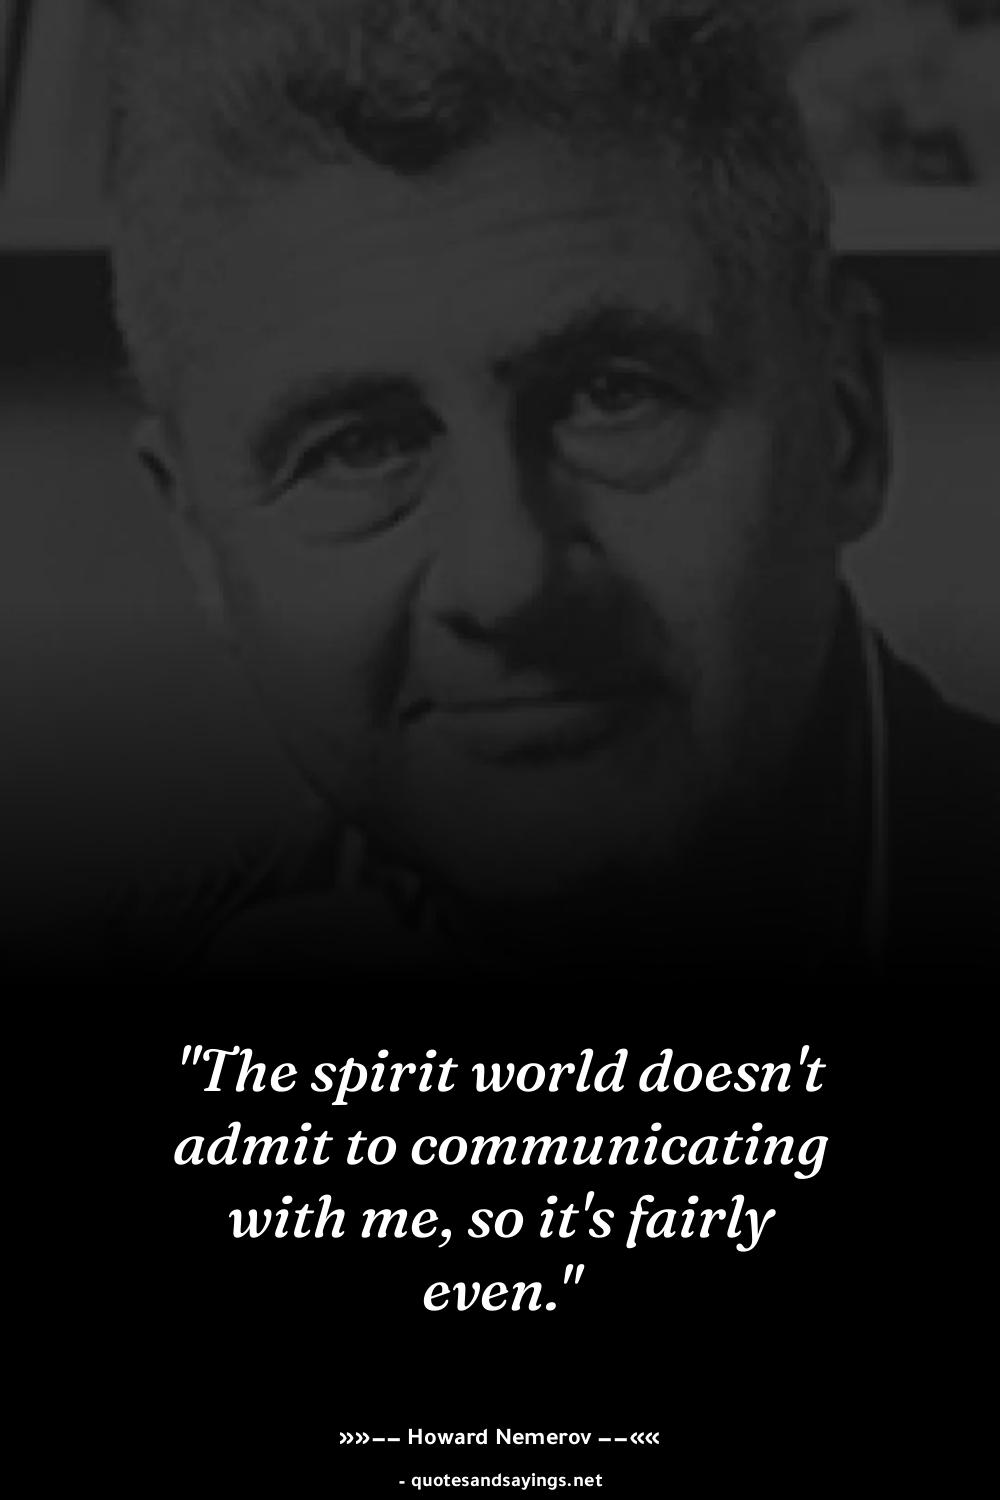 "The spirit world doesn't
admit to communicating
with me, so it's fairly
even."
»»−− Howard Nemerov −−««
- quotesandsayings.net